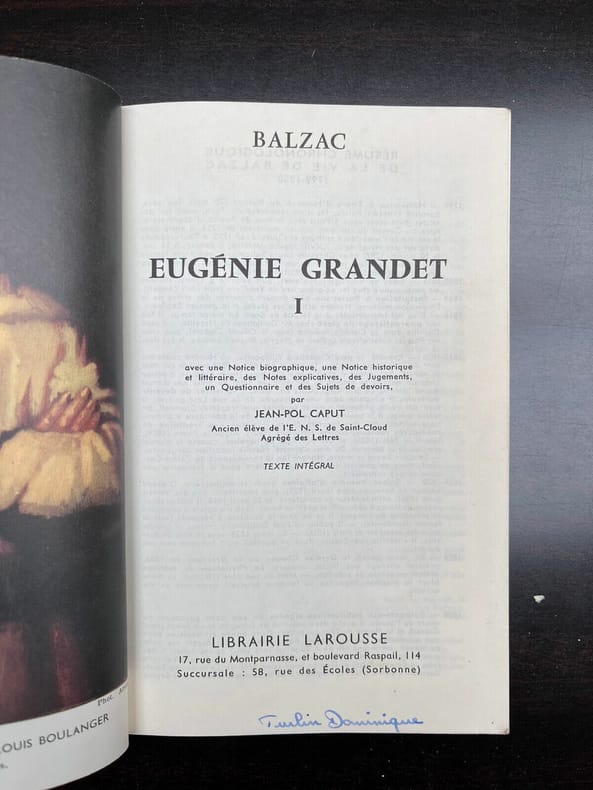 BALZAC
EUGÉNIE GRANDET
I
avec une Notice biographique, une Notice historique
et littéraire, des Notes explicatives, des Jugements,
un Questionnaire et des Sujets de devoirs,
par
JEAN-POL CAPUT
Ancien élève de l'E. N. S. de Saint-Cloud
Agrégé des Lettres
TEXTE INTÉGRAL
LIBRAIRIE LAROUSSE
17, rue du Montparnasse, et boulevard Raspail, 114
Succursale : 58, rue des Écoles (Sorbonne)
Dominique
Phot.
LOUIS BOULANGER